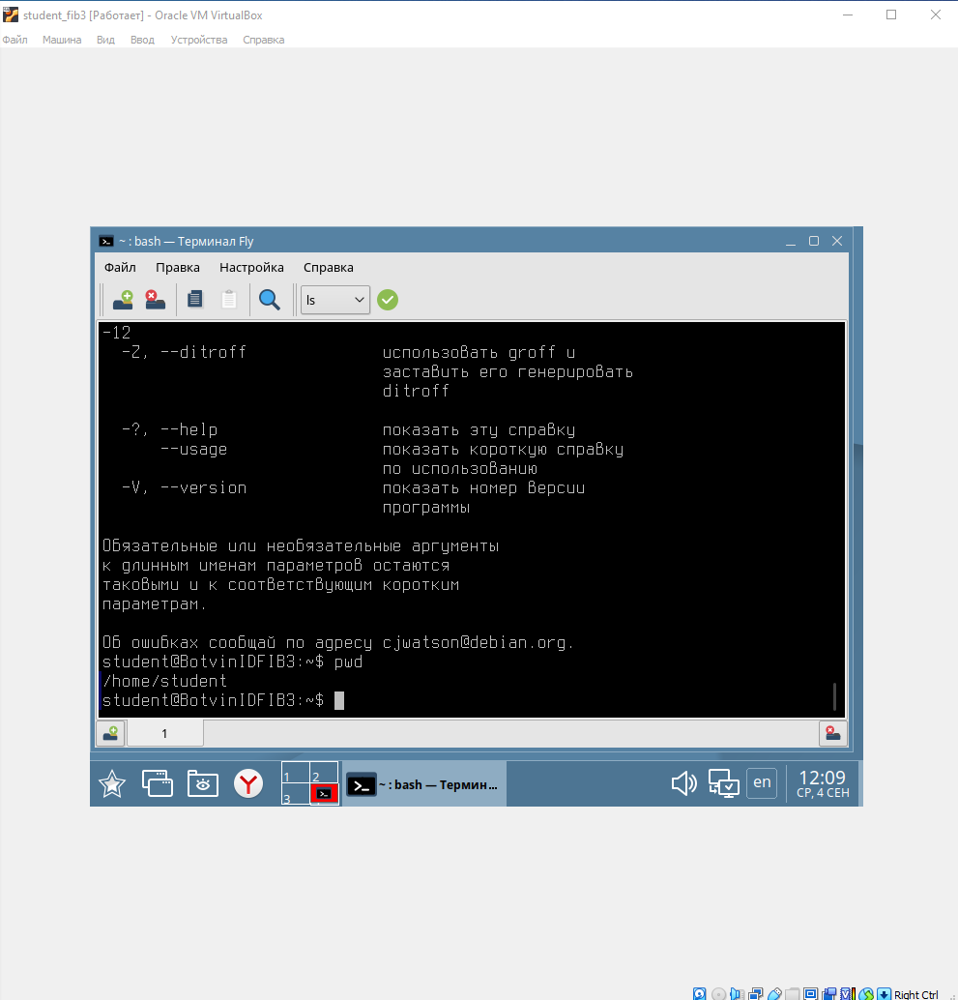 student_fib3 [Работает] - Oracle VM VirtualBox
Файл Машина Вид Ввод Устройства Справка
~ : bash — Терминал Fly
Файл Правка Настройка Справка
ls
-12
-Z, --ditroff использовать groff и
заставить его генерировать
ditroff
-?, --help показать эту справку
--usage показать короткую справку
по использованию
-V, --version показать номер версии
программы
Обязательные или необязательные аргументы
к длинным именам параметров остаются
таковыми и к соответствующим коротким
параметрам.
Об ошибках сообщай по адресу cjwatson@debian.org.
student@BotvinIDFIB3:~$ pwd
/home/student
student@BotvinIDFIB3:~$
1
1 2
3
~ : bash — Термин...
en
12:09
СР, 4 СЕН
Right Ctrl